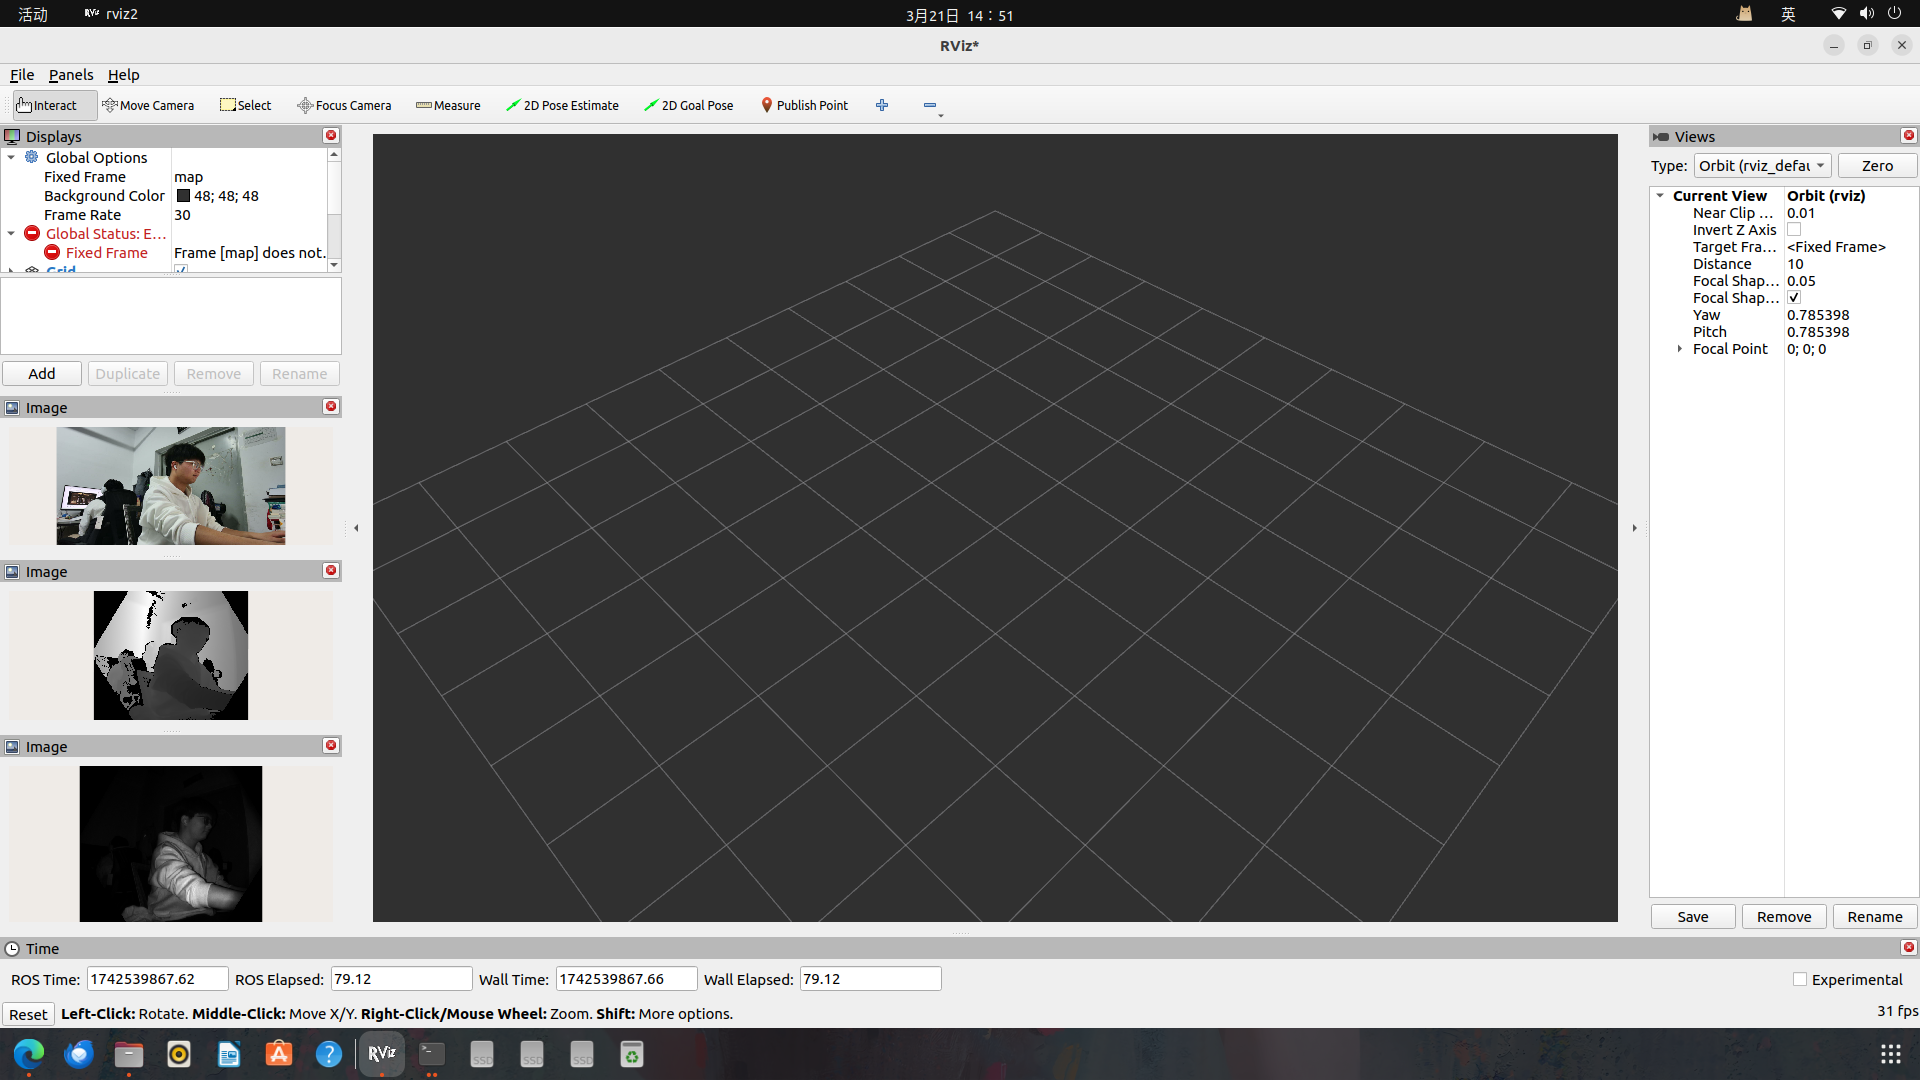 活动 RViz rviz2 3月21日 14：51 英
RViz*
File Panels Help
Interact Move Camera Select Focus Camera Measure 2D Pose Estimate 2D Goal Pose Publish Point
Displays
Global Options
Fixed Frame map
Background Color 48; 48; 48
Frame Rate 30
Global Status: E...
Fixed Frame Frame [map] does not.
Grid
Add Duplicate Remove Rename
Image
Image
Image
Views
Type: Orbit (rviz_defau Zero
Current View Orbit (rviz)
Near Clip ... 0.01
Invert Z Axis
Target Fra... <Fixed Frame>
Distance 10
Focal Shap... 0.05
Focal Shap...
Yaw 0.785398
Pitch 0.785398
Focal Point 0; 0; 0
Save Remove Rename
Time
ROS Time: 1742539867.62 ROS Elapsed: 79.12 Wall Time: 1742539867.66 Wall Elapsed: 79.12 Experimental
Reset Left-Click: Rotate. Middle-Click: Move X/Y. Right-Click/Mouse Wheel: Zoom. Shift: More options. 31 fps
RViz SSD SSD SSD